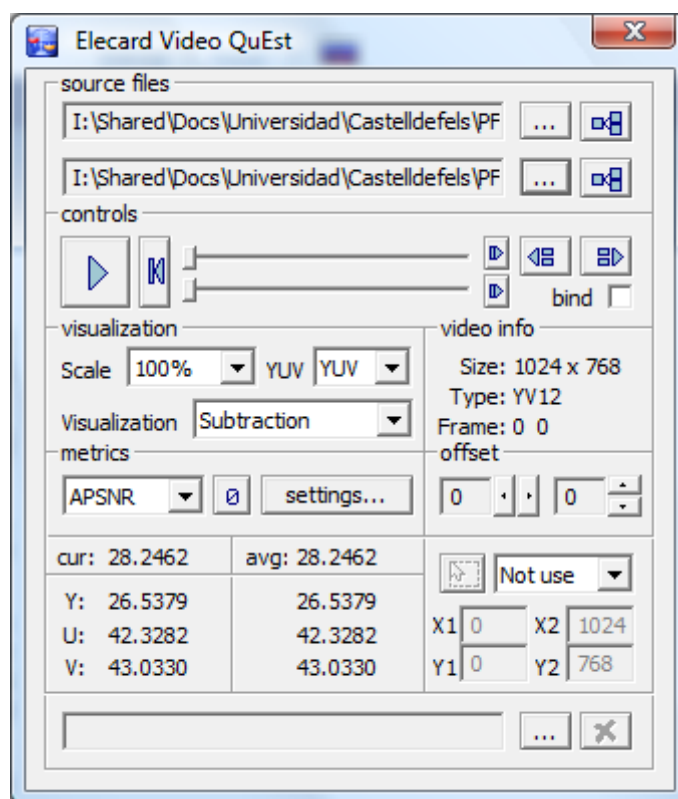 Elecard Video QuEst
source files
I:\Shared\Docs\Universidad\Castelldefels\PF ...
I:\Shared\Docs\Universidad\Castelldefels\PF ...
controls
bind
visualization
Scale 100% YUV YUV
Visualization Subtraction
video info
Size: 1024 x 768
Type: YV12
Frame: 0 0
metrics
APSNR 0 settings...
offset
0 0
cur: 28.2462 avg: 28.2462
Y: 26.5379 26.5379
U: 42.3282 42.3282
V: 43.0330 43.0330
Not use
X1 0 X2 1024
Y1 0 Y2 768
...